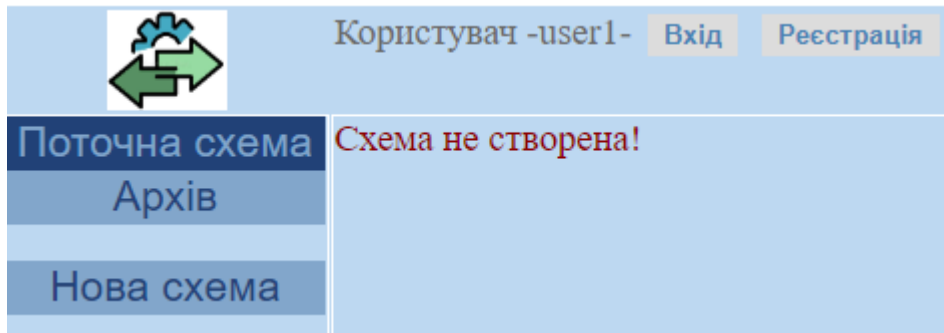 Користувач -user1- Вхід Реєстрація
Поточна схема
Схема не створена!
Архів
Нова схема